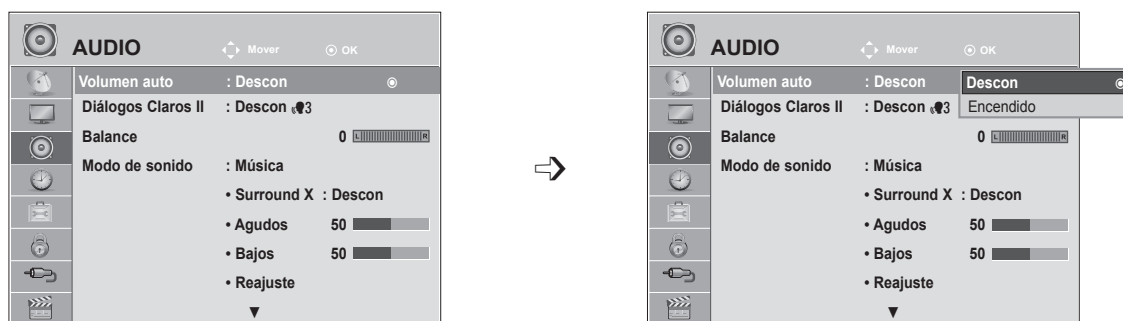 AUDIO
Mover
OK
Volumen auto : Descon
Diálogos Claros II : Descon 3
Balance 0 L R
Modo de sonido : Música
• Surround X : Descon
• Agudos 50
• Bajos 50
• Reajuste
▼
AUDIO
Mover
OK
Volumen auto : Descon
Descon
Encendido
Diálogos Claros II : Descon 3
Balance 0 L R
Modo de sonido : Música
• Surround X : Descon
• Agudos 50
• Bajos 50
• Reajuste
▼